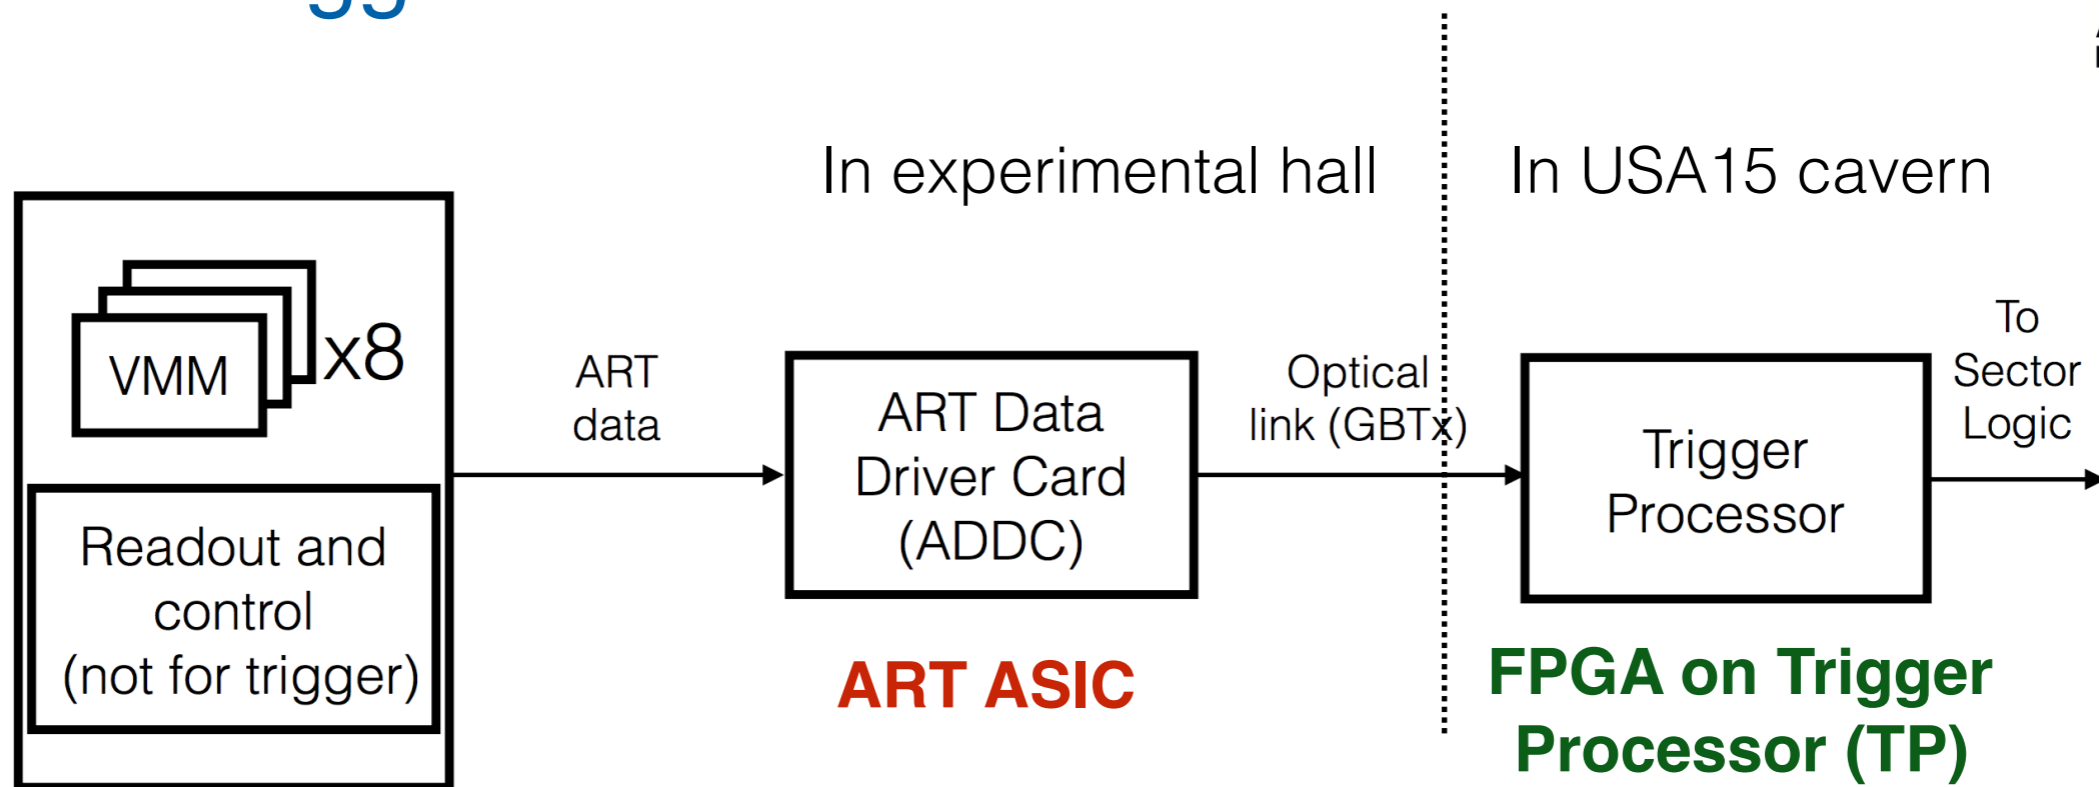 In experimental hall
In USA15 cavern
VMM
x8
Readout and
control
(not for trigger)
ART
data
ART Data
Driver Card
(ADDC)
ART ASIC
Optical
link (GBTx)
Trigger
Processor
FPGA on Trigger
Processor (TP)
To
Sector
Logic